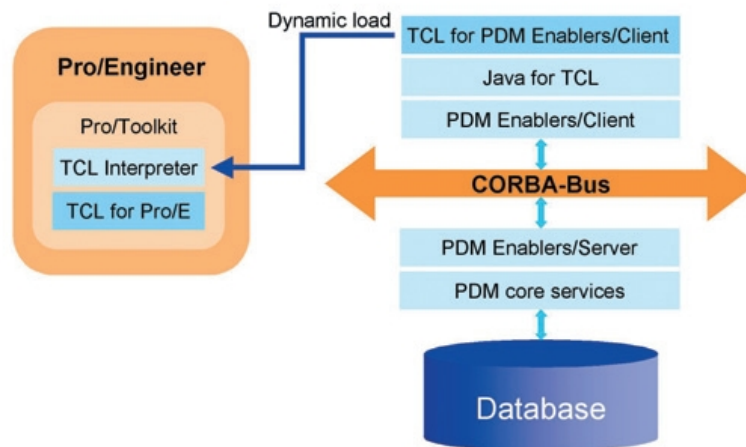 Dynamic load
TCL for PDM Enablers/Client
Pro/Engineer
Java for TCL
Pro/Toolkit
PDM Enablers/Client
TCL Interpreter
CORBA-Bus
TCL for Pro/E
PDM Enablers/Server
PDM core services
Database